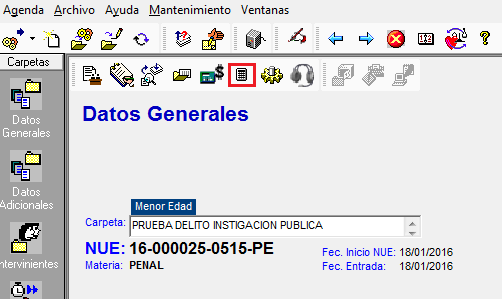 Agenda Archivo Ayuda Mantenimiento Ventanas
Carpetas
Datos
Generales
Datos
Adicionales
ntervinientes
Datos Generales
Menor Edad
Carpeta: PRUEBA DELITO INSTIGACION PUBLICA
NUE: 16-000025-0515-PE
Materia: PENAL
Fec. Inicio NUE: 18/01/2016
Fec. Entrada: 18/01/2016